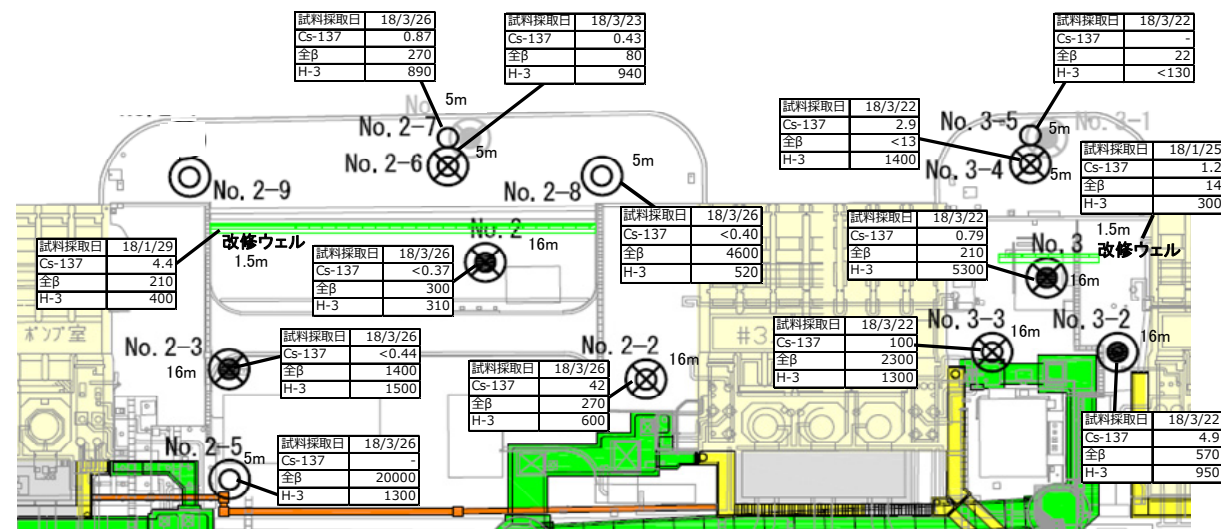 試料採取日 18/3/26
Cs-137 0.87
全β 270
H-3 890
試料採取日 18/3/23
Cs-137 0.43
全β 80
H-3 940
試料採取日 18/3/22
Cs-137 -
全β 22
H-3 <130
試料採取日 18/3/22
Cs-137 2.9
全β <13
H-3 1400
試料採取日 18/1/25
Cs-137 1.2
全β 14
H-3 300
No 5m
No. 2-7
No. 2-6 5m
No. 3-5 5m
No. 3-1
No. 3-4 5m
No. 2-9
No. 2-8 5m
試料採取日 18/3/26
Cs-137 <0.40
全β 4600
H-3 520
試料採取日 18/3/22
Cs-137 0.79
全β 210
H-3 5300
1.5m
改修ウェル
No. 3
16m
試料採取日 18/1/29
Cs-137 4.4
全β 210
H-3 400
改修ウェル
1.5m
No. 2
16m
試料採取日 18/3/26
Cs-137 <0.37
全β 300
H-3 310
ポンプ室
No. 2-3
16m
試料採取日 18/3/26
Cs-137 <0.44
全β 1400
H-3 1500
No. 2-2
16m
試料採取日 18/3/26
Cs-137 42
全β 270
H-3 600
#3
試料採取日 18/3/22
Cs-137 100
全β 2300
H-3 1300
No. 3-3
16m
No. 3-2
16m
試料採取日 18/3/22
Cs-137 4.9
全β 570
H-3 950
No. 2-5
5m
試料採取日 18/3/26
Cs-137 -
全β 20000
H-3 1300